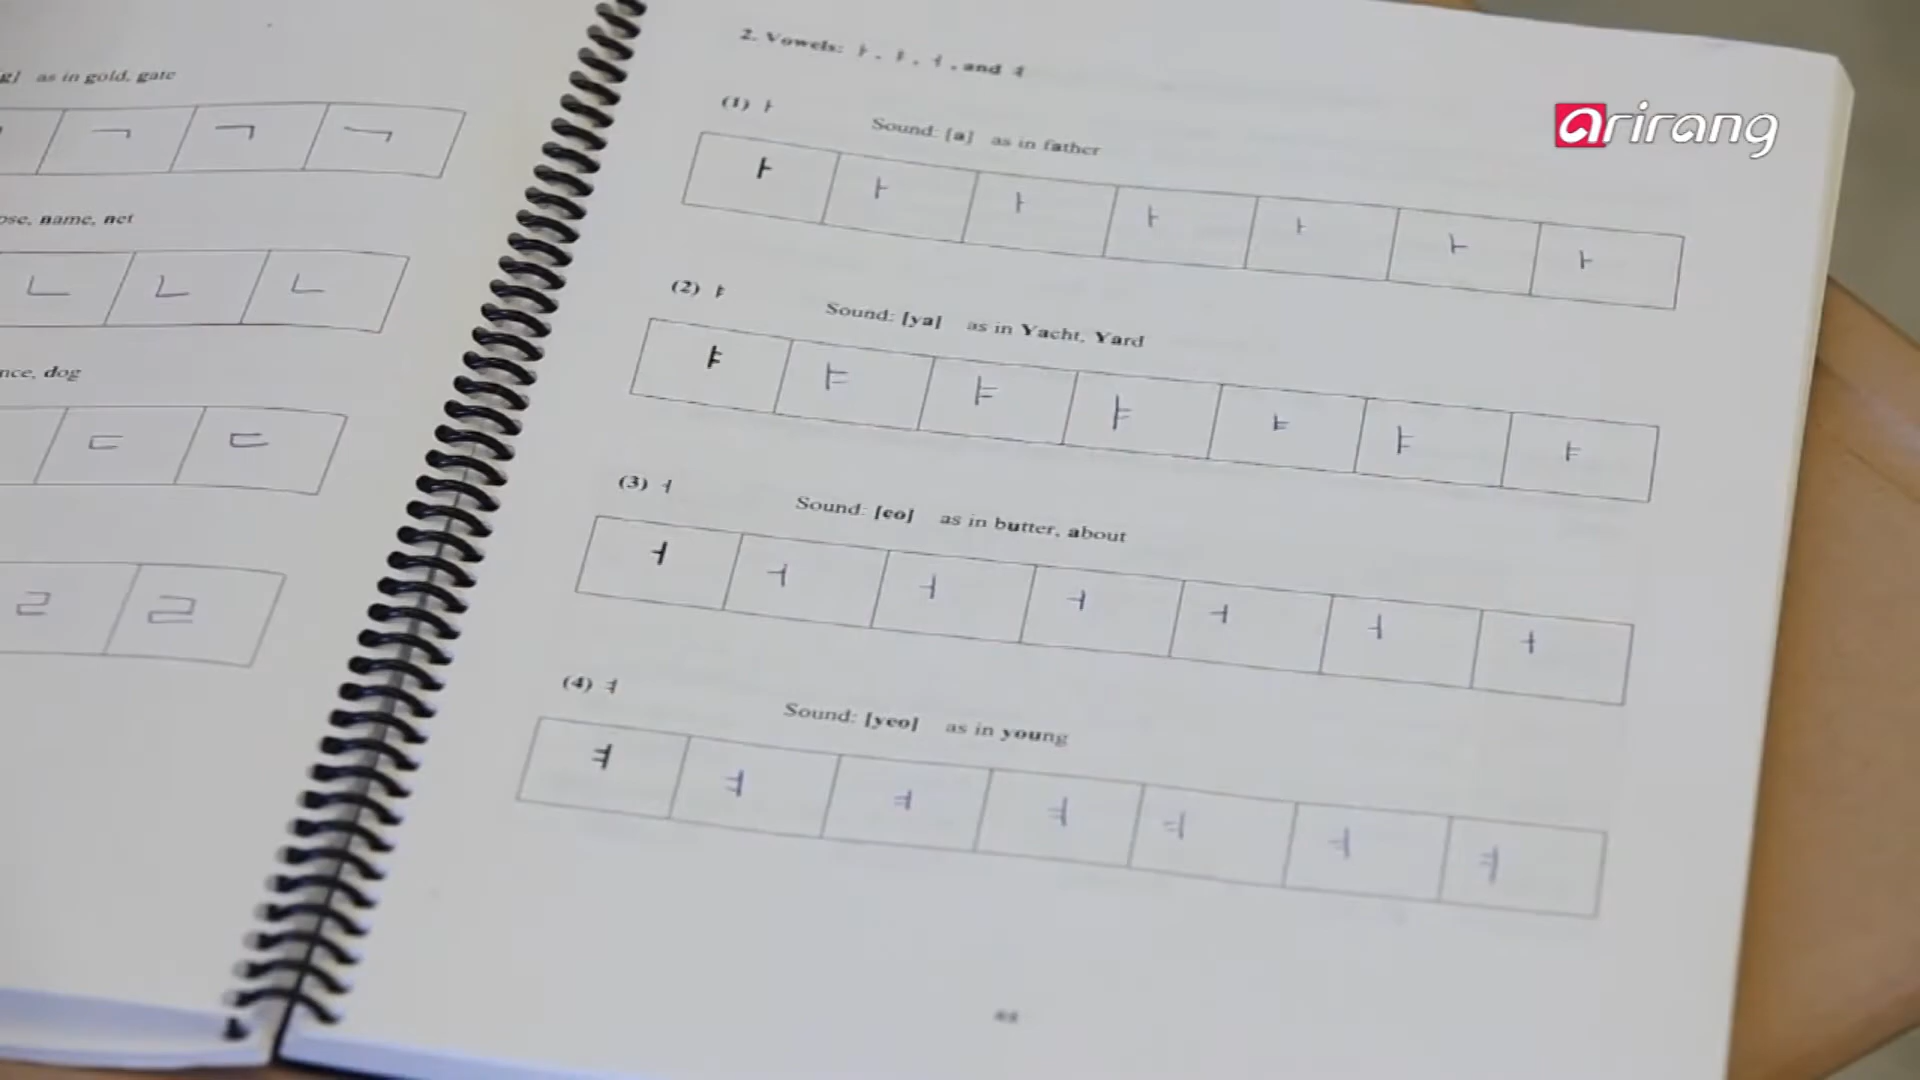 g] as in gold, gate
ㄱ ㄱ ㄱ
ose, name, net
ㄴ ㄴ ㄴ
nce, dog
ㄷ ㄷ
ㄹ ㄹ
2. Vowels: ㅏ, ㅑ, ㅓ, and ㅕ
(1) ㅏ
Sound: [a] as in father
ㅏ ㅏ ㅏ ㅏ ㅏ ㅏ ㅏ
(2) ㅑ
Sound: [ya] as in Yacht, Yard
ㅑ ㅑ ㅑ ㅑ ㅑ ㅑ ㅑ
(3) ㅓ
Sound: [eo] as in butter, about
ㅓ ㅓ ㅓ ㅓ ㅓ ㅓ ㅓ
(4) ㅕ
Sound: [yeo] as in young
ㅕ ㅕ ㅕ ㅕ ㅕ ㅕ ㅕ
arirang